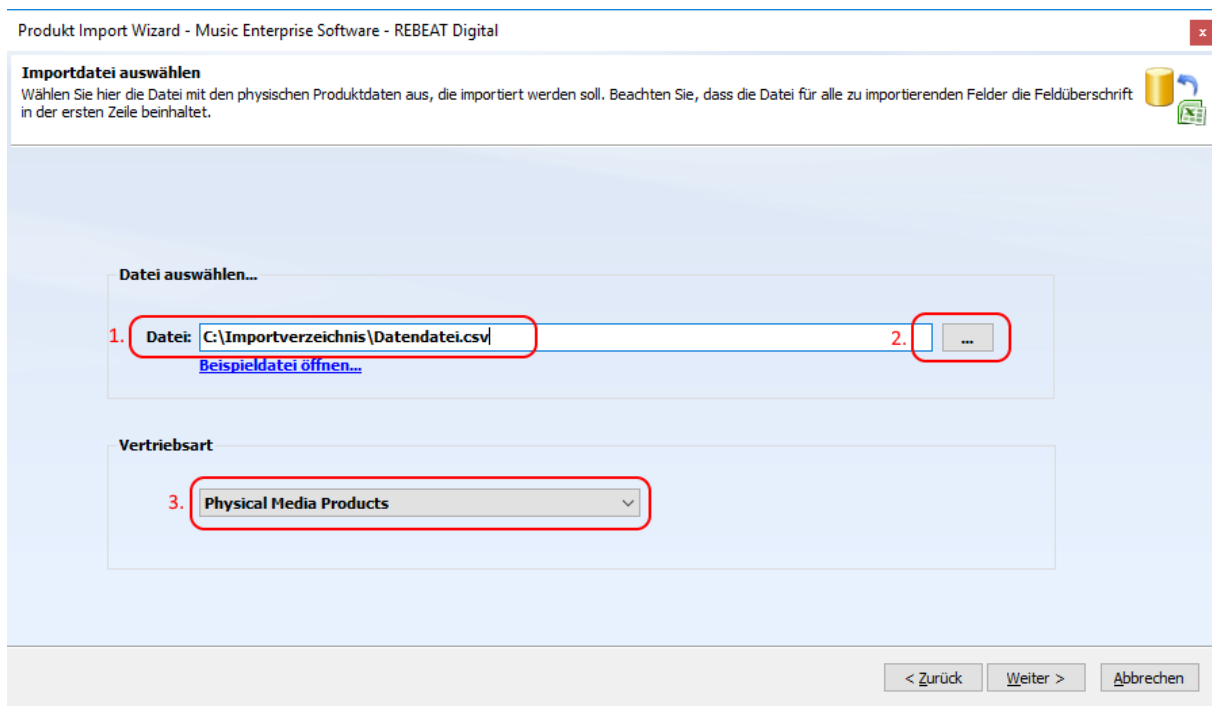 Produkt Import Wizard - Music Enterprise Software - REBEAT Digital
x
Importdatei auswählen
Wählen Sie hier die Datei mit den physischen Produktdaten aus, die importiert werden soll. Beachten Sie, dass die Datei für alle zu importierenden Felder die Feldüberschrift
in der ersten Zeile beinhaltet.
Datei auswählen...
1. Datei: C:\Importverzeichnis\Datendatei.csv 2. ...
Beispieldatei öffnen...
Vertriebsart
3. Physical Media Products
< Zurück Weiter > Abbrechen